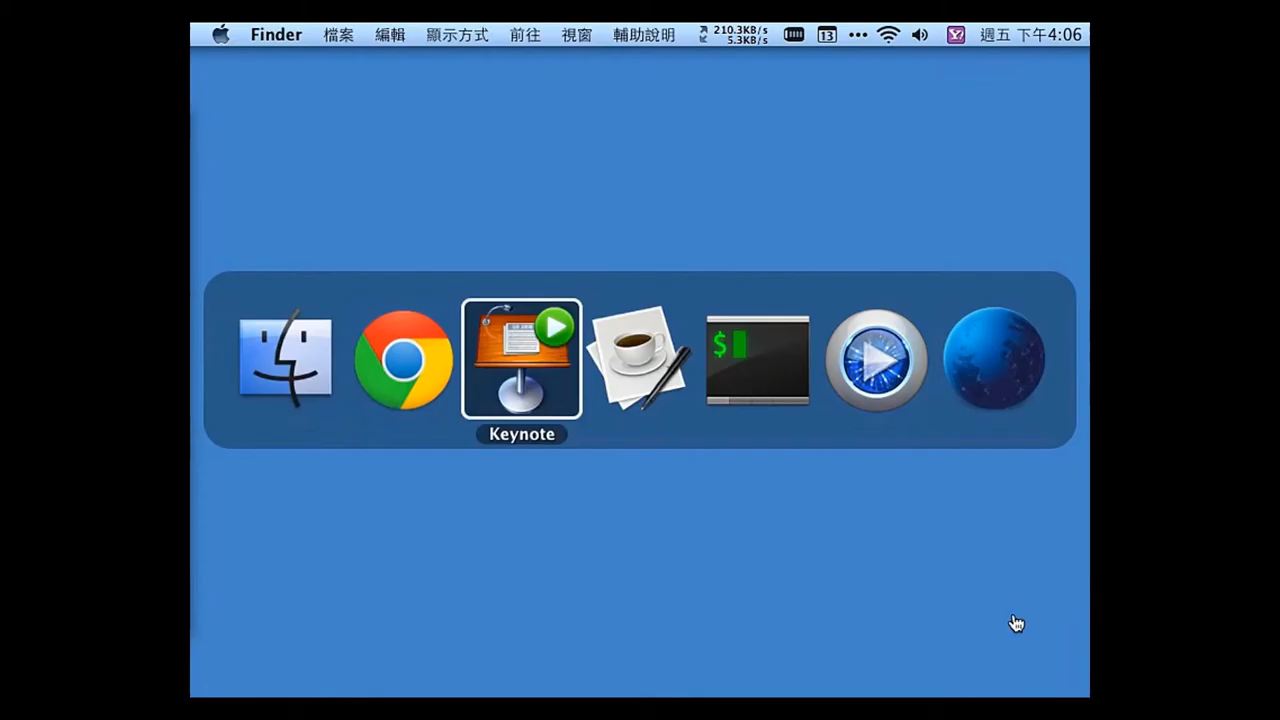 Finder 檔案 編輯 顯示方式 前往 視窗 輔助說明 210.3KB/s 13 週五 下午4:06
5.3KB/s
$
Keynote